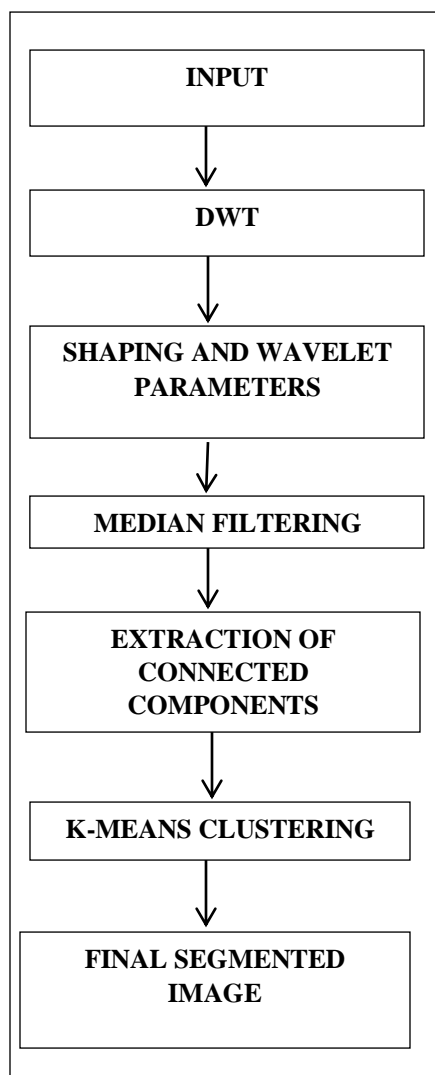 INPUT
DWT
SHAPING AND WAVELET
PARAMETERS
MEDIAN FILTERING
EXTRACTION OF
CONNECTED
COMPONENTS
K-MEANS CLUSTERING
FINAL SEGMENTED
IMAGE